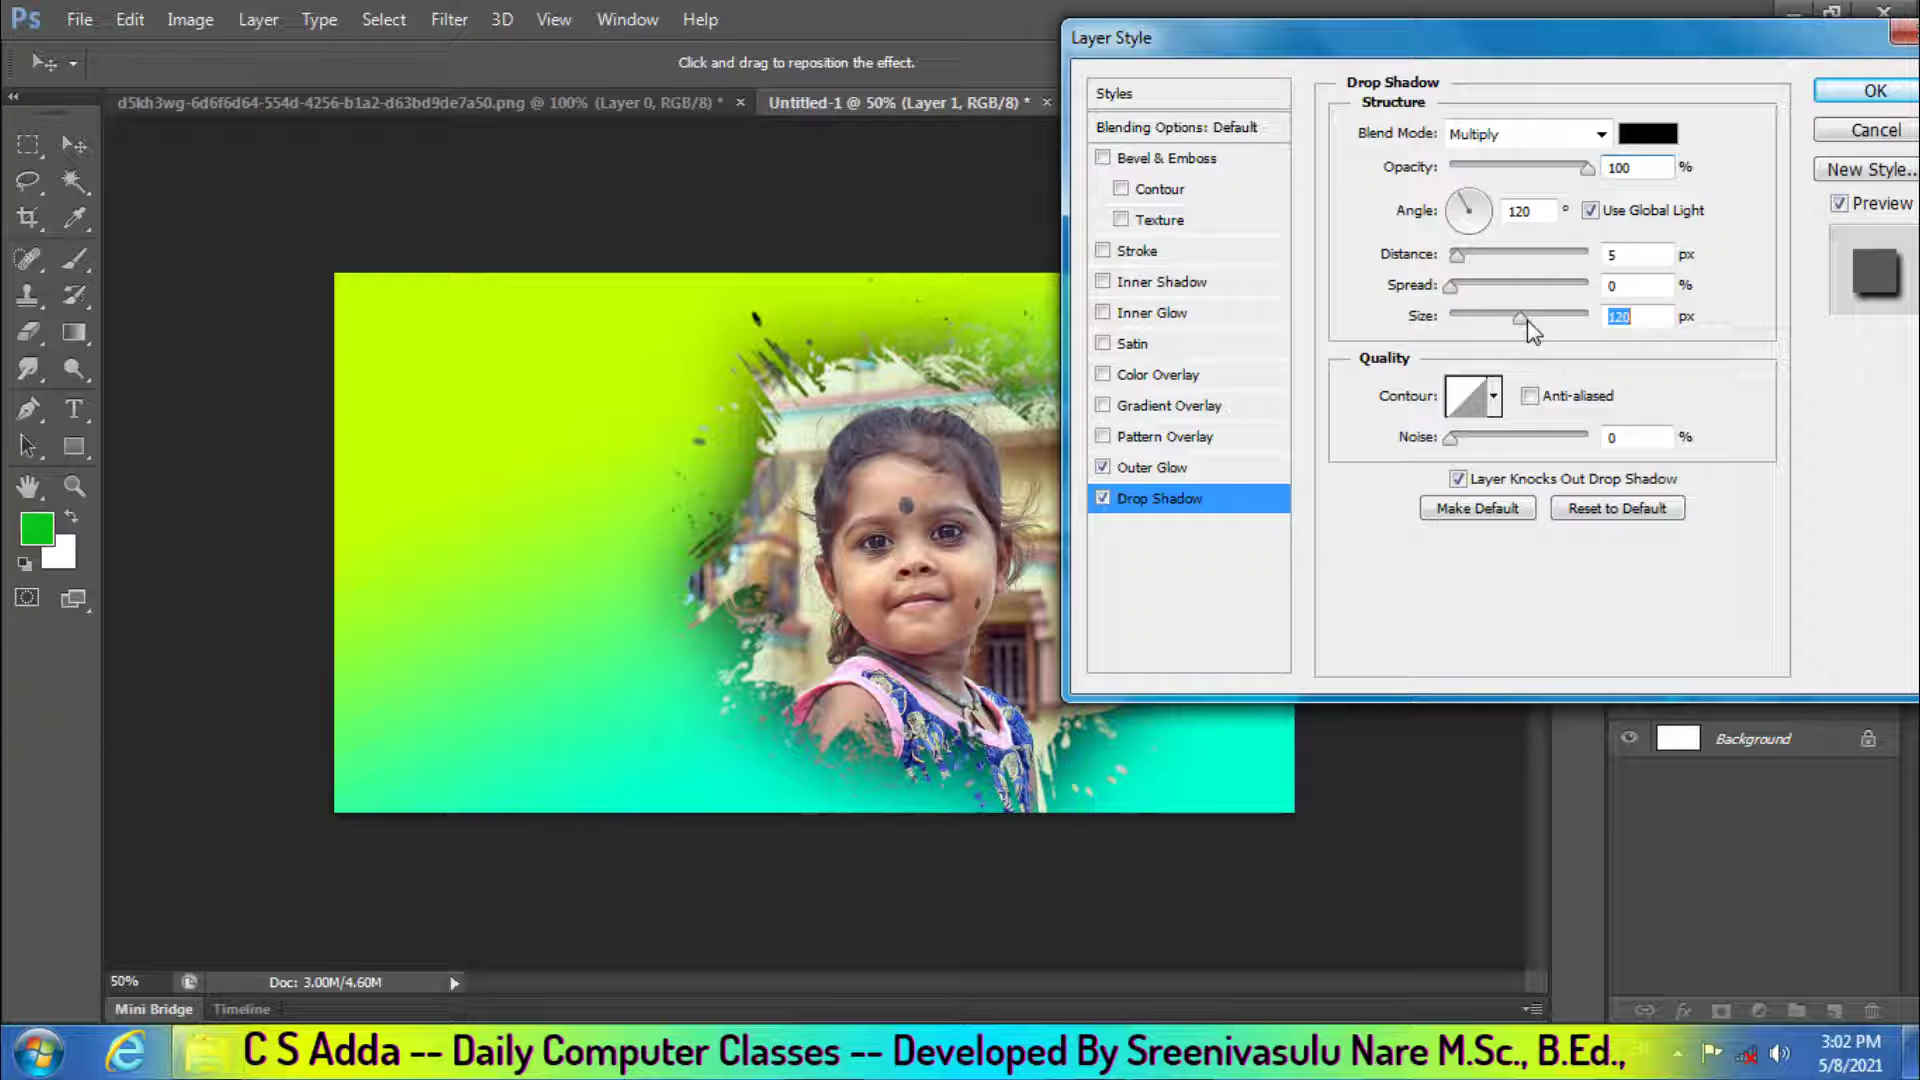 Ps File Edit Image Layer Type Select Filter 3D View Window Help
Click and drag to reposition the effect.
d5kh3wg-6d6f6d64-554d-4256-b1a2-d63bd9de7a50.png @ 100% (Layer 0, RGB/8) * ×
Untitled-1 @ 50% (Layer 1, RGB/8) * ×
Layer Style
Styles
Blending Options: Default
Bevel & Emboss
Contour
Texture
Stroke
Inner Shadow
Inner Glow
Satin
Color Overlay
Gradient Overlay
Pattern Overlay
Outer Glow
Drop Shadow
Drop Shadow
Structure
Blend Mode: Multiply
Opacity: 100 %
Angle: 120 ° Use Global Light
Distance: 5 px
Spread: 0 %
Size: 120 px
Quality
Contour: Anti-aliased
Noise: 0 %
Layer Knocks Out Drop Shadow
Make Default Reset to Default
OK
Cancel
New Style..
Preview
Background
50% Doc: 3.00M/4.60M
Mini Bridge Timeline
C S Adda -- Daily Computer Classes -- Developed By Sreenivasulu Nare M.Sc., B.Ed.,
3:02 PM
5/8/2021